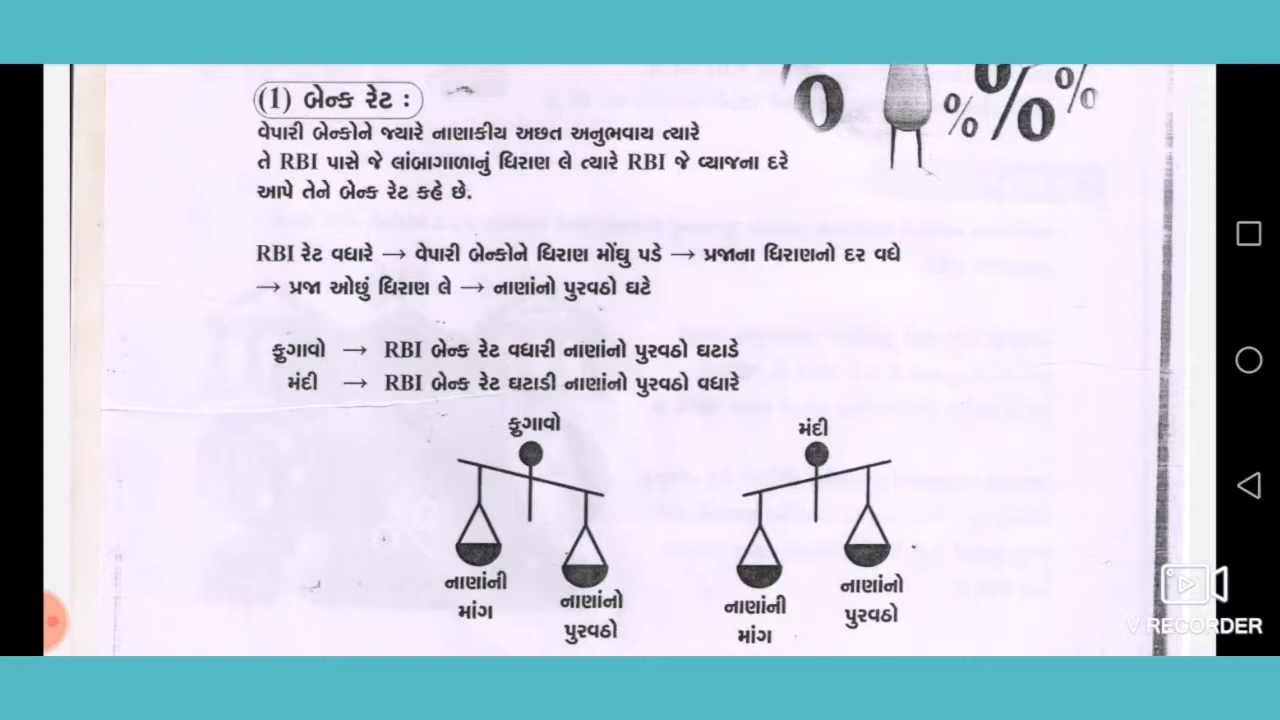 (1) બેન્ક રેટ :
વેપારી બેન્કોને જ્યારે નાણાકીય અછત અનુભવાય ત્યારે
તે RBI પાસે જે લાંબાગાળાનું ધિરાણ લે ત્યારે RBI જે વ્યાજના દરે
આપે તેને બેન્ક રેટ કહે છે.
RBI રેટ વધારે → વેપારી બેન્કોને ધિરાણ મોંઘુ પડે → પ્રજાના ધિરાણનો દર વધે
→ પ્રજા ઓછું ધિરાણ લે → નાણાંનો પુરવઠો ઘટે
ફુગાવો → RBI બેન્ક રેટ વધારી નાણાંનો પુરવઠો ઘટાડે
મંદી → RBI બેન્ક રેટ ઘટાડી નાણાંનો પુરવઠો વધારે
ફુગાવો
નાણાંની
માંગ
નાણાંનો
પુરવઠો
મંદી
નાણાંની
માંગ
નાણાંનો
પુરવઠો
V RECORDER